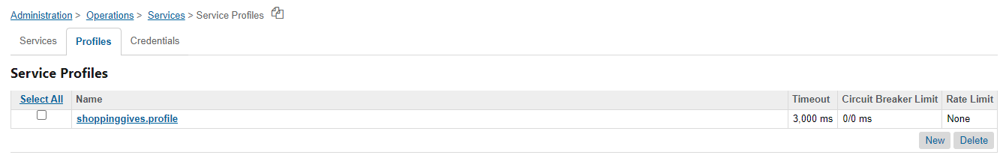 Administration > Operations > Services > Service Profiles
Services Profiles Credentials
Service Profiles
Select All Name Timeout Circuit Breaker Limit Rate Limit
shoppinggives.profile 3,000 ms 0/0 ms None
New Delete